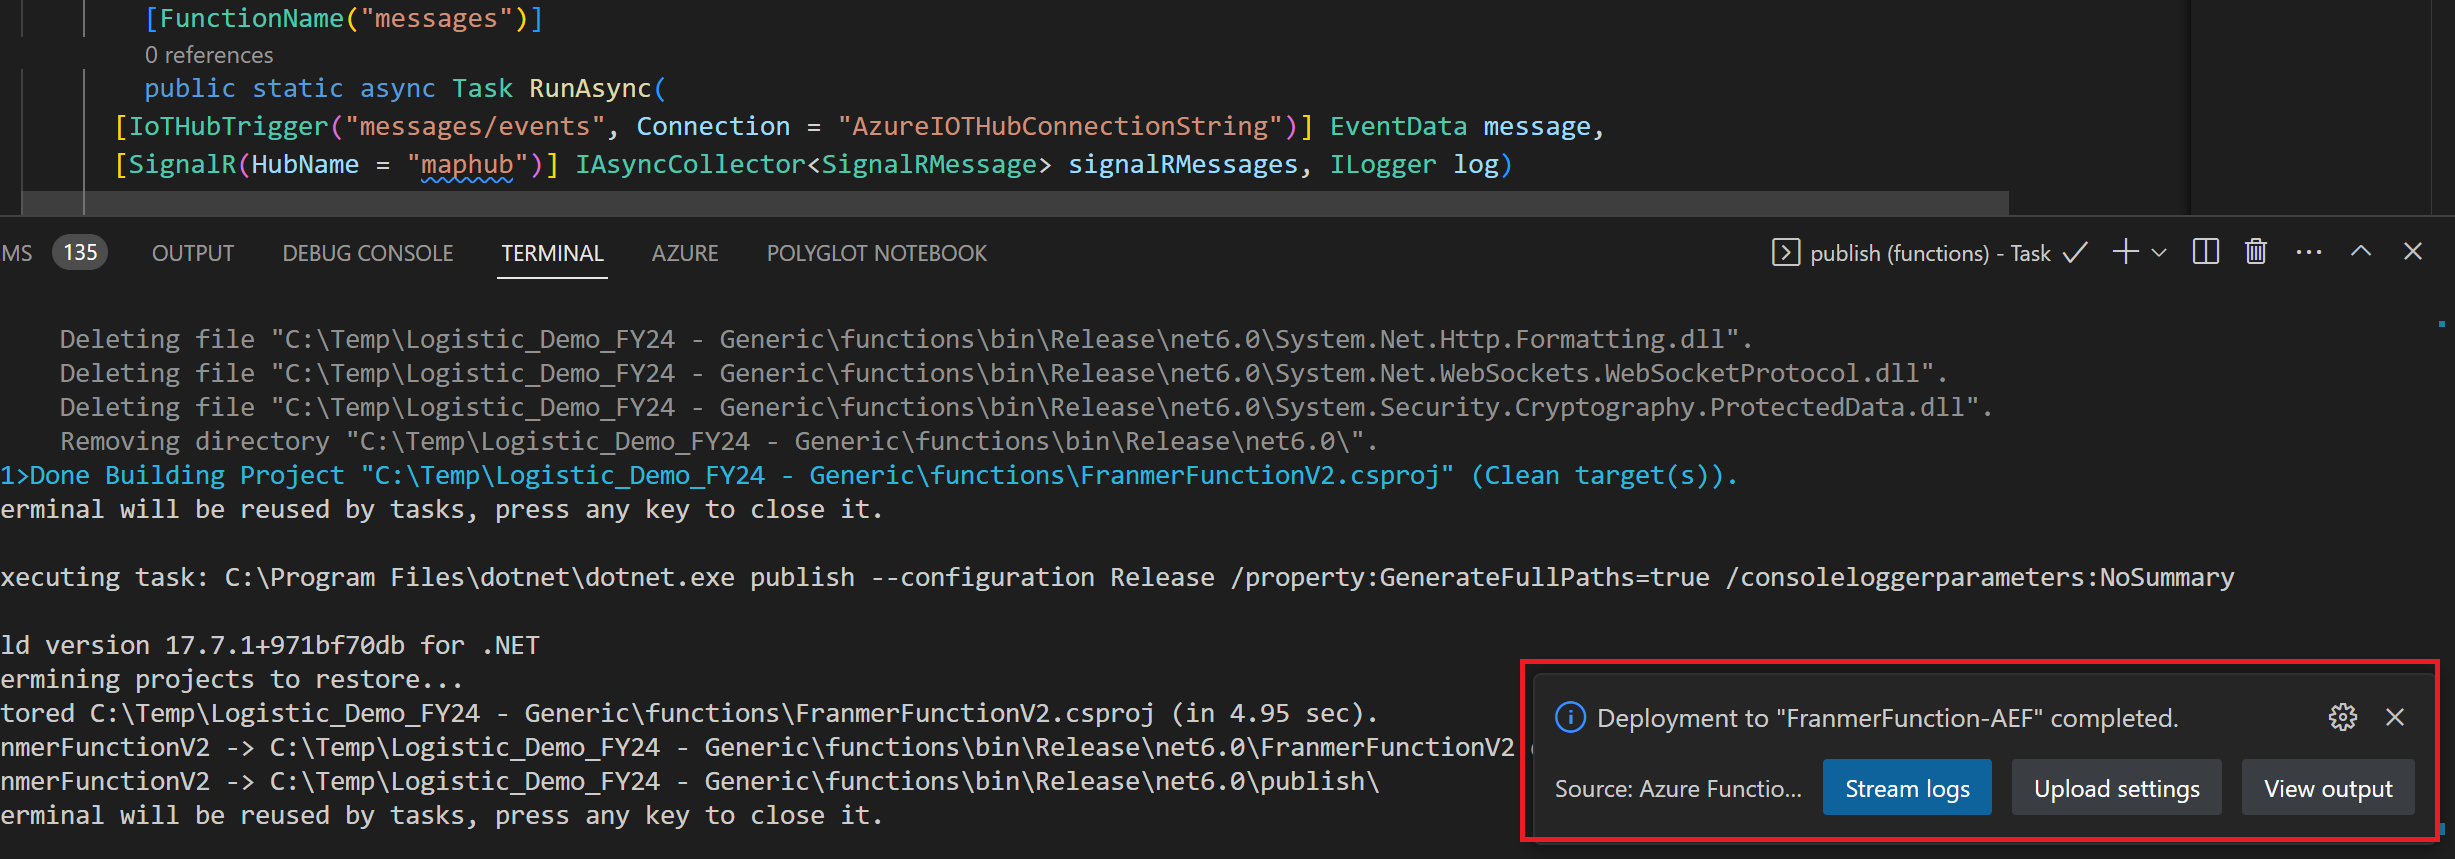 [FunctionName("messages")]
0 references
public static async Task RunAsync(
[IoTHubTrigger("messages/events", Connection = "AzureIOTHubConnectionString")] EventData message,
[SignalR(HubName = "maphub")] IAsyncCollector<SignalRMessage> signalRMessages, ILogger log)
MS 135 OUTPUT DEBUG CONSOLE TERMINAL AZURE POLYGLOT NOTEBOOK publish (functions) - Task
Deleting file "C:\Temp\Logistic_Demo_FY24 - Generic\functions\bin\Release\net6.0\System.Net.Http.Formatting.dll".
Deleting file "C:\Temp\Logistic_Demo_FY24 - Generic\functions\bin\Release\net6.0\System.Net.WebSockets.WebSocketProtocol.dll".
Deleting file "C:\Temp\Logistic_Demo_FY24 - Generic\functions\bin\Release\net6.0\System.Security.Cryptography.ProtectedData.dll".
Removing directory "C:\Temp\Logistic_Demo_FY24 - Generic\functions\bin\Release\net6.0\".
1>Done Building Project "C:\Temp\Logistic_Demo_FY24 - Generic\functions\FranmerFunctionV2.csproj" (Clean target(s)).
erminal will be reused by tasks, press any key to close it.
xecuting task: C:\Program Files\dotnet\dotnet.exe publish --configuration Release /property:GenerateFullPaths=true /consoleloggerparameters:NoSummary
ld version 17.7.1+971bf70db for .NET
ermining projects to restore...
tored C:\Temp\Logistic_Demo_FY24 - Generic\functions\FranmerFunctionV2.csproj (in 4.95 sec).
nmerFunctionV2 -> C:\Temp\Logistic_Demo_FY24 - Generic\functions\bin\Release\net6.0\FranmerFunctionV2
nmerFunctionV2 -> C:\Temp\Logistic_Demo_FY24 - Generic\functions\bin\Release\net6.0\publish\
erminal will be reused by tasks, press any key to close it.
Deployment to "FranmerFunction-AEF" completed.
Source: Azure Functio... Stream logs Upload settings View output